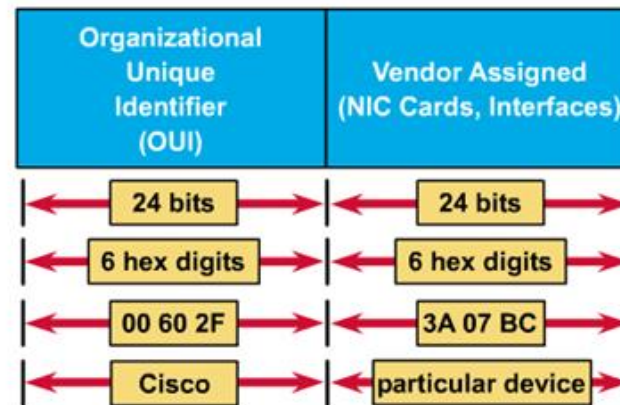 Organizational
Unique
Identifier
(OUI)
Vendor Assigned
(NIC Cards, Interfaces)
24 bits
24 bits
6 hex digits
6 hex digits
00 60 2F
3A 07 BC
Cisco
particular device